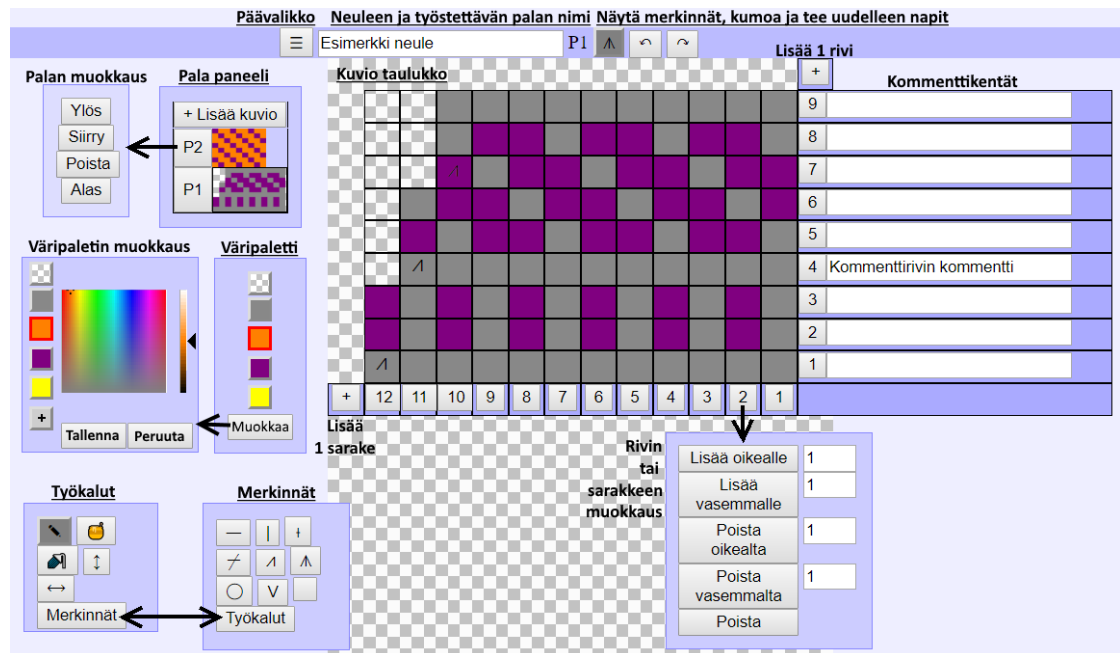 Päävalikko Neuleen ja työstettävän palan nimi Näytä merkinnät, kumoa ja tee uudelleen napit
☰ Esimerkki neule P1
Lisää 1 rivi
+
Palan muokkaus
Ylös
Siirry
Poista
Alas
Pala paneeli
+ Lisää kuvio
P2
P1
Kuvio taulukko
Kommenttikentät
9
8
7
6
5
4 Kommenttirivin kommentti
3
2
1
+ 12 11 10 9 8 7 6 5 4 3 2 1
Lisää
1 sarake
Väripaletin muokkaus
+
Tallenna Peruuta
Väripaletti
Muokkaa
Rivin
tai
sarakkeen
muokkaus
Lisää oikealle 1
Lisää
vasemmalle 1
Poista
oikealta 1
Poista
vasemmalta 1
Poista
Työkalut
Merkinnät
Merkinnät
V
Työkalut